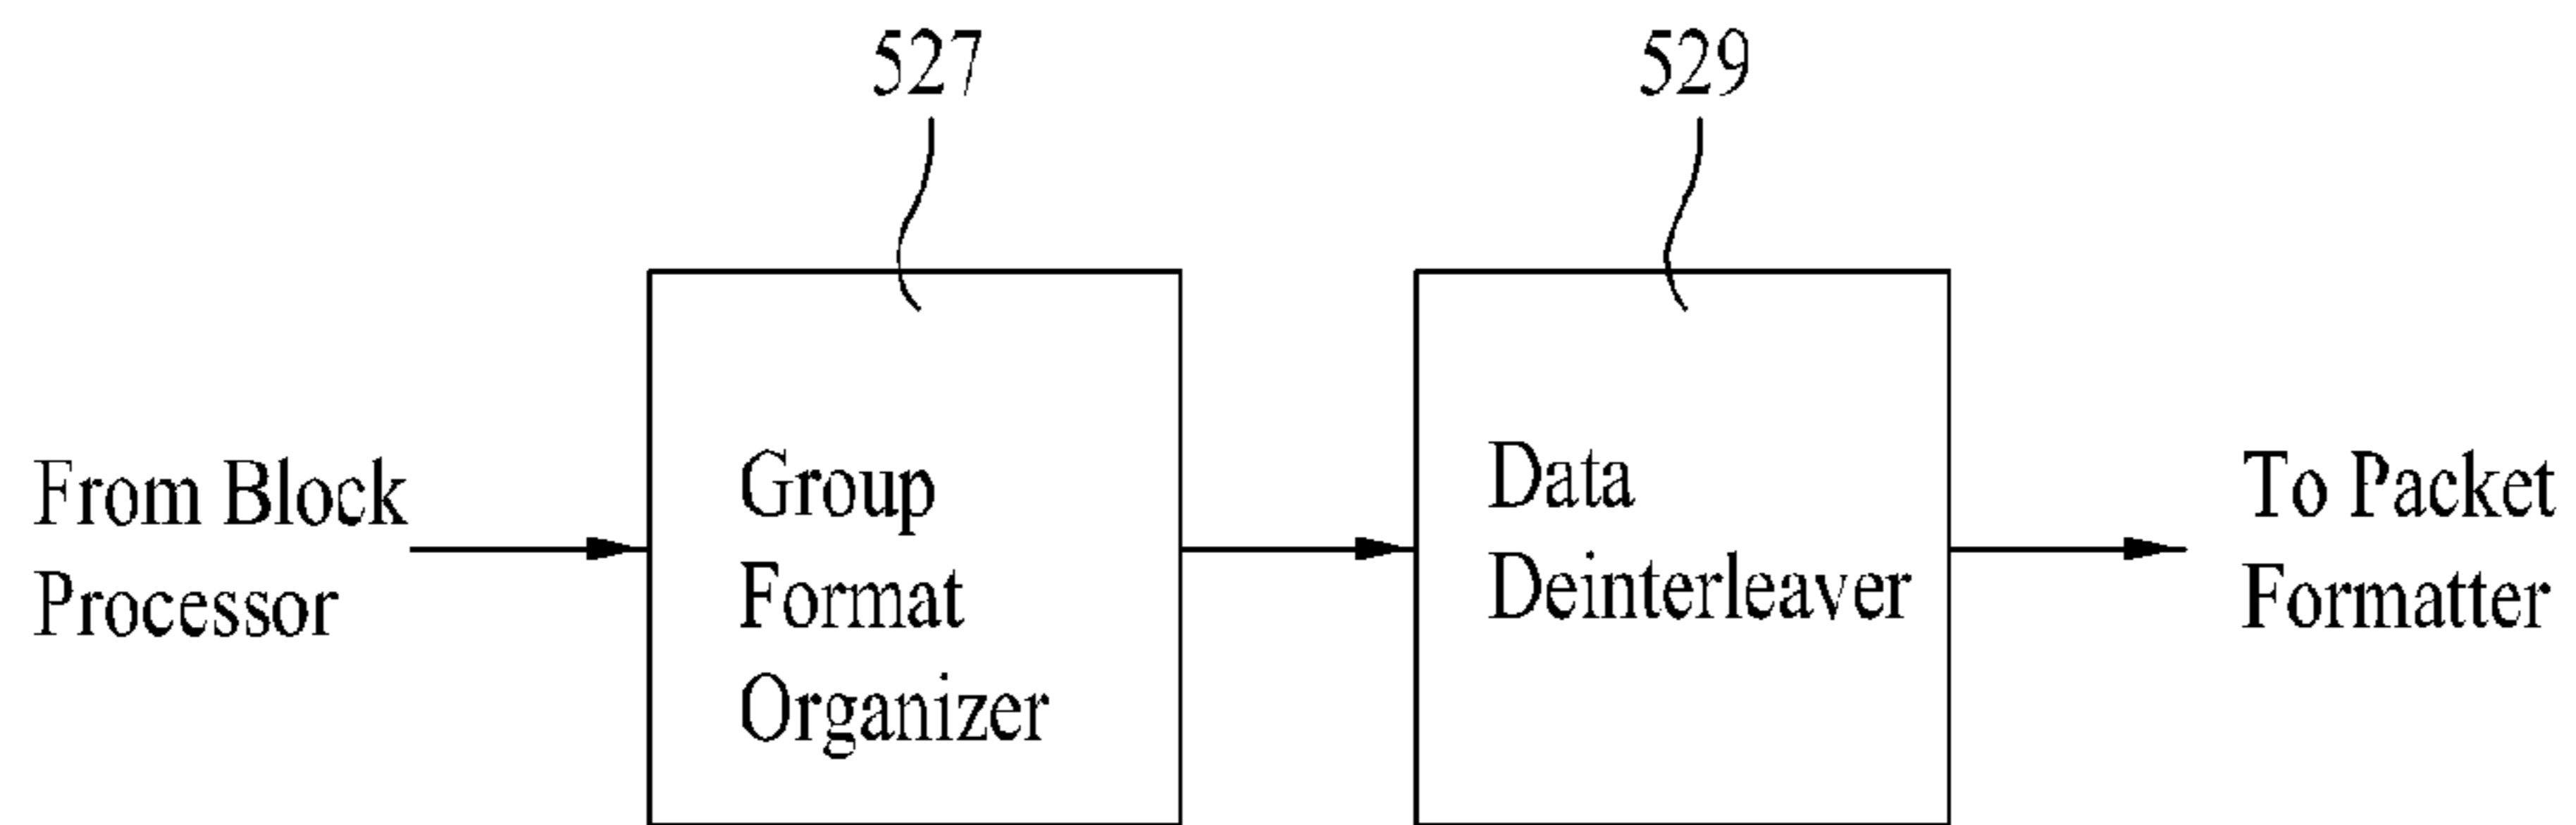 527
529
From Block
Processor
Group
Format
Organizer
Data
Deinterleaver
To Packet
Formatter